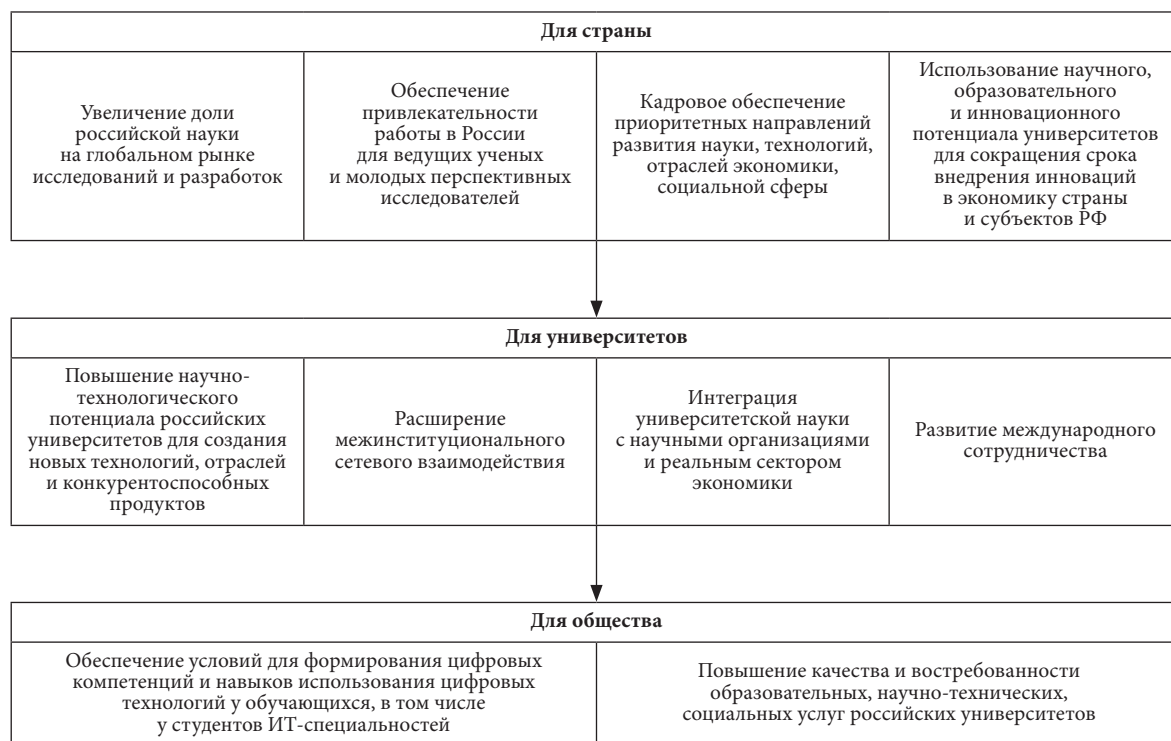 Для страны
Увеличение доли
российской науки
на глобальном рынке
исследований и разработок
Обеспечение
привлекательности
работы в России
для ведущих ученых
и молодых перспективных
исследователей
Кадровое обеспечение
приоритетных направлений
развития науки, технологий,
отраслей экономики,
социальной сферы
Использование научного,
образовательного
и инновационного
потенциала университетов
для сокращения срока
внедрения инноваций
в экономику страны
и субъектов РФ
Для университетов
Повышение научно-
технологического
потенциала российских
университетов для создания
новых технологий, отраслей
и конкурентоспособных
продуктов
Расширение
межинституционального
сетевого взаимодействия
Интеграция
университетской науки
с научными организациями
и реальным сектором
экономики
Развитие международного
сотрудничества
Для общества
Обеспечение условий для формирования цифровых
компетенций и навыков использования цифровых
технологий у обучающихся, в том числе
у студентов ИТ-специальностей
Повышение качества и востребованности
образовательных, научно-технических,
социальных услуг российских университетов